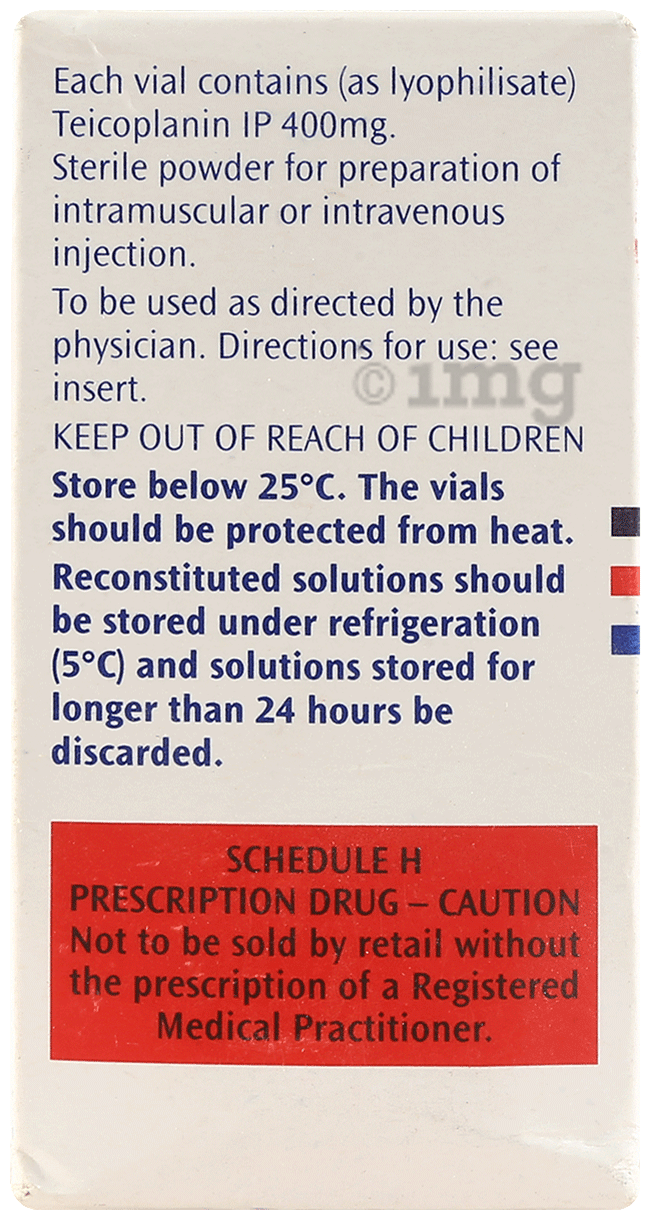 Each vial contains (as lyophilisate)
Teicoplanin IP 400mg.
Sterile powder for preparation of
intramuscular or intravenous
injection.
To be used as directed by the
physician. Directions for use: see
insert.
© 1mg
KEEP OUT OF REACH OF CHILDREN
Store below 25°C. The vials
should be protected from heat.
Reconstituted solutions should
be stored under refrigeration
(5°C) and solutions stored for
longer than 24 hours be
discarded.
SCHEDULE H
PRESCRIPTION DRUG – CAUTION
Not to be sold by retail without
the prescription of a Registered
Medical Practitioner.